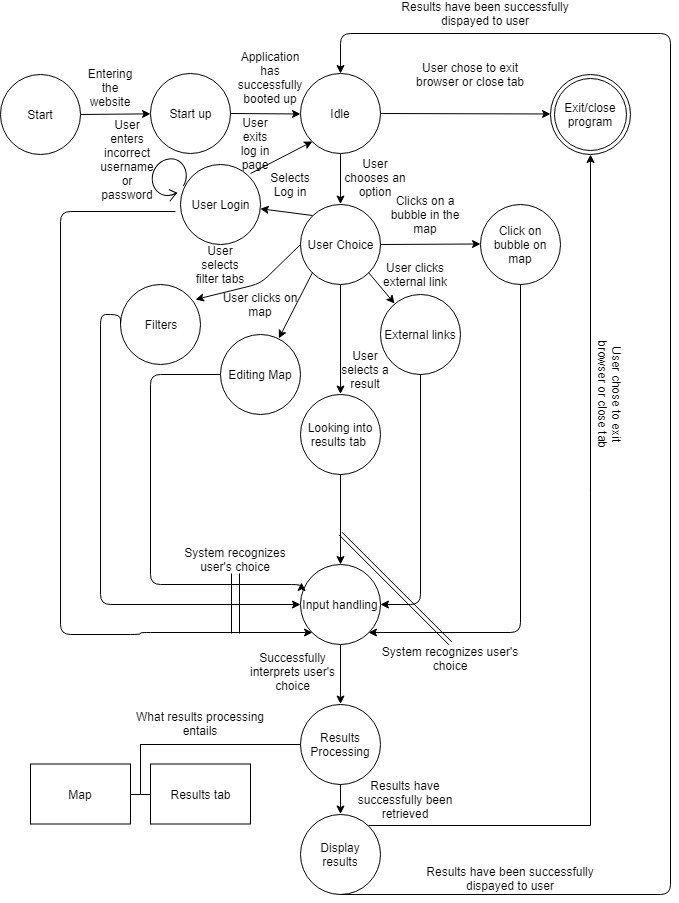 Results have been successfully
dispayed to user
Entering
the
website
Application
has
successfully
booted up
User chose to exit
browser or close tab
Start
Start up
Idle
Exit/close
program
User
enters
incorrect
username
or
password
User
exits
log in
page
Selects
Log in
User
chooses an
option
Clicks on a
bubble in the
map
User Login
User Choice
Click on
bubble on
map
User
selects
filter tabs
User clicks on
map
User clicks
external link
Filters
Editing Map
External links
User
selects a
result
User chose to exit
browser or close tab
Looking into
results tab
System recognizes
user's choice
Input handling
System recognizes user's
choice
Successfully
interprets user's
choice
What results processing
entails
Results
Processing
Map
Results tab
Results have
successfully been
retrieved
Display
results
Results have been successfully
dispayed to user